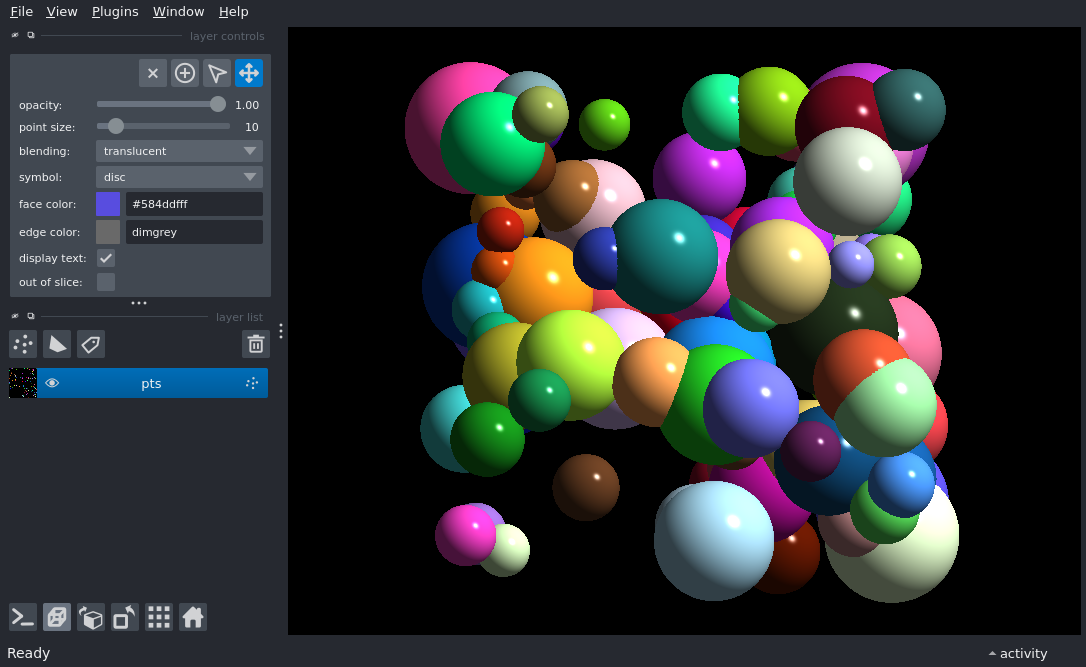 File View Plugins Window Help
layer controls
opacity: 1.00
point size: 10
blending: translucent
symbol: disc
face color: #584ddfff
edge color: dimgrey
display text:
out of slice:
layer list
pts
Ready
activity